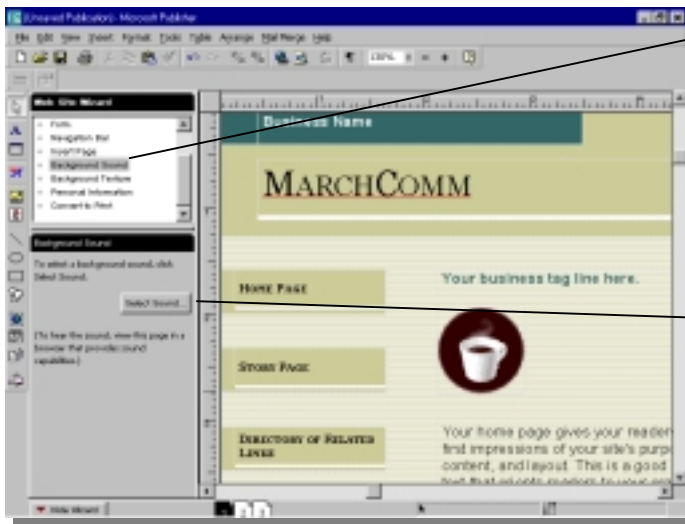 [Unsaved Publication] - Microsoft Publisher
File Edit View Insert Format Tools Table Arrange Mail Merge Help
Web Site Wizard
Form
Navigation Bar
Insert Page
Background Sound
Background Texture
Personal Information
Convert to Print
Background Sound
To select a background sound, click
Select Sound.
Select Sound...
(To hear the sound, view this page in a
browser that provides sound
capabilities.)
Hide Wizard
Business Name
MARCHCOMM
HOME PAGE
STORY PAGE
DIRECTORY OF RELATED
LINKS
Your business tag line here.
Your home page gives your reader
first impressions of your site's purp
content, and layout. This is a good
1 2 3